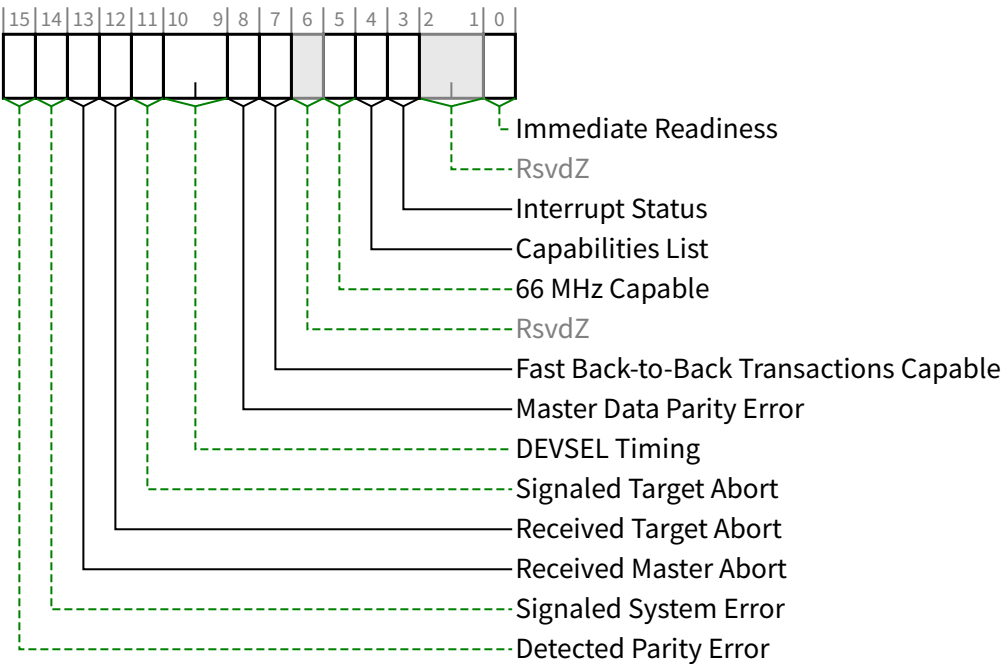 15 14 13 12 11 10 9 8 7 6 5 4 3 2 1 0
Immediate Readiness
RsvdZ
Interrupt Status
Capabilities List
66 MHz Capable
RsvdZ
Fast Back-to-Back Transactions Capable
Master Data Parity Error
DEVSEL Timing
Signaled Target Abort
Received Target Abort
Received Master Abort
Signaled System Error
Detected Parity Error